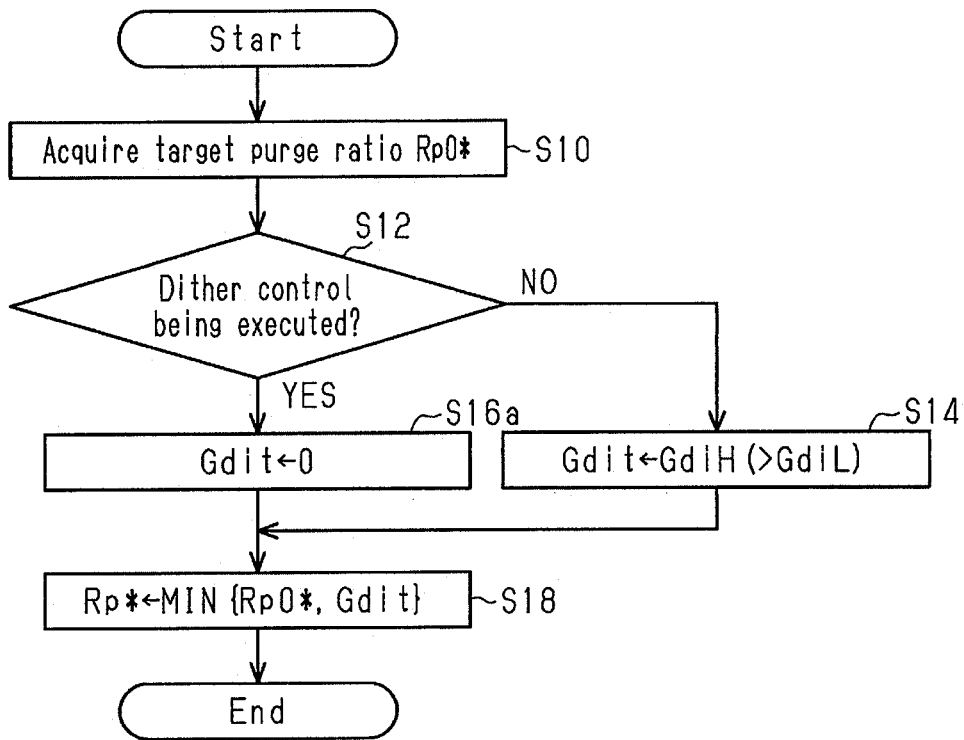 Start
Acquire target purge ratio Rp0*
S10
S12
Dither control
being executed?
NO
YES
S16a
Gdit←0
S14
Gdit←GdiH (>GdiL)
Rp*←MIN {Rp0*, Gdit}
S18
End